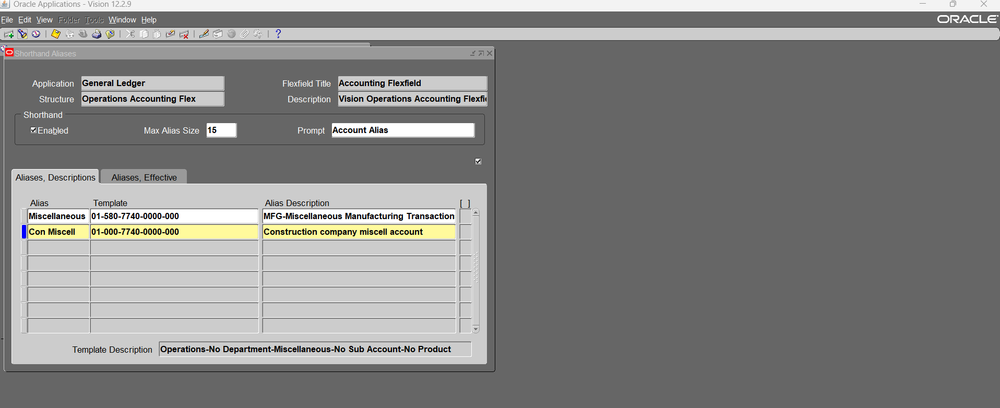 Oracle Applications - Vision 12.2.9
File Edit View Folder Tools Window Help
ORACLE
Shorthand Aliases
Application General Ledger Flexfield Title Accounting Flexfield
Structure Operations Accounting Flex Description Vision Operations Accounting Flexfi
Shorthand
Enabled Max Alias Size 15 Prompt Account Alias
Aliases, Descriptions Aliases, Effective
Alias Template Alias Description [ ]
Miscellaneous 01-580-7740-0000-000 MFG-Miscellaneous Manufacturing Transaction
Con Miscell 01-000-7740-0000-000 Construction company miscell account
Template Description Operations-No Department-Miscellaneous-No Sub Account-No Product